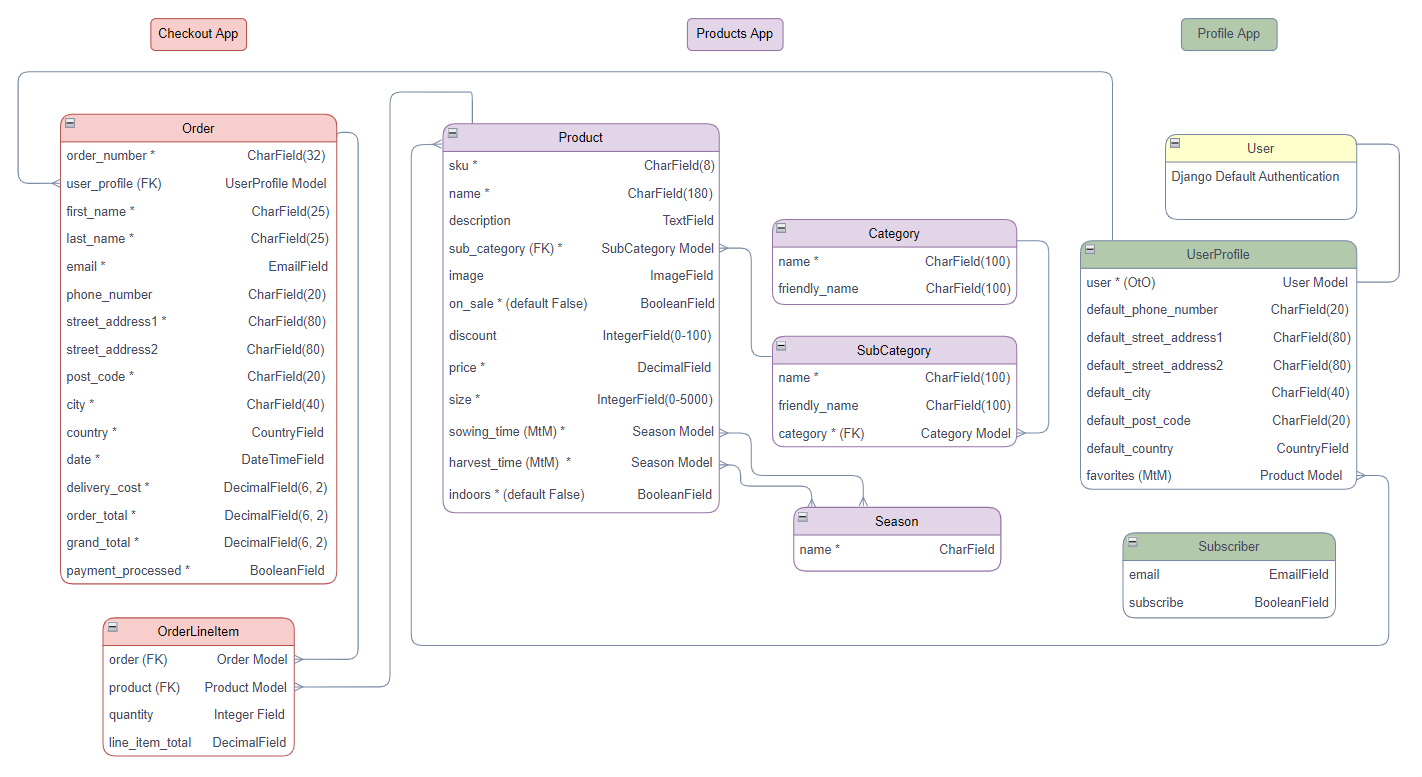 Checkout App
Products App
Profile App
Order
order_number * CharField(32)
user_profile (FK) UserProfile Model
first_name * CharField(25)
last_name * CharField(25)
email * EmailField
phone_number CharField(20)
street_address1 * CharField(80)
street_address2 CharField(80)
post_code * CharField(20)
city * CharField(40)
country * CountryField
date * DateTimeField
delivery_cost * DecimalField(6, 2)
order_total * DecimalField(6, 2)
grand_total * DecimalField(6, 2)
payment_processed * BooleanField
OrderLineItem
order (FK) Order Model
product (FK) Product Model
quantity Integer Field
line_item_total DecimalField
Product
sku * CharField(8)
name * CharField(180)
description TextField
sub_category (FK) * SubCategory Model
image ImageField
on_sale * (default False) BooleanField
discount IntegerField(0-100)
price * DecimalField
size * IntegerField(0-5000)
sowing_time (MtM) * Season Model
harvest_time (MtM) * Season Model
indoors * (default False) BooleanField
Category
name * CharField(100)
friendly_name CharField(100)
SubCategory
name * CharField(100)
friendly_name CharField(100)
category * (FK) Category Model
Season
name * CharField
User
Django Default Authentication
UserProfile
user * (OtO) User Model
default_phone_number CharField(20)
default_street_address1 CharField(80)
default_street_address2 CharField(80)
default_city CharField(40)
default_post_code CharField(20)
default_country CountryField
favorites (MtM) Product Model
Subscriber
email EmailField
subscribe BooleanField